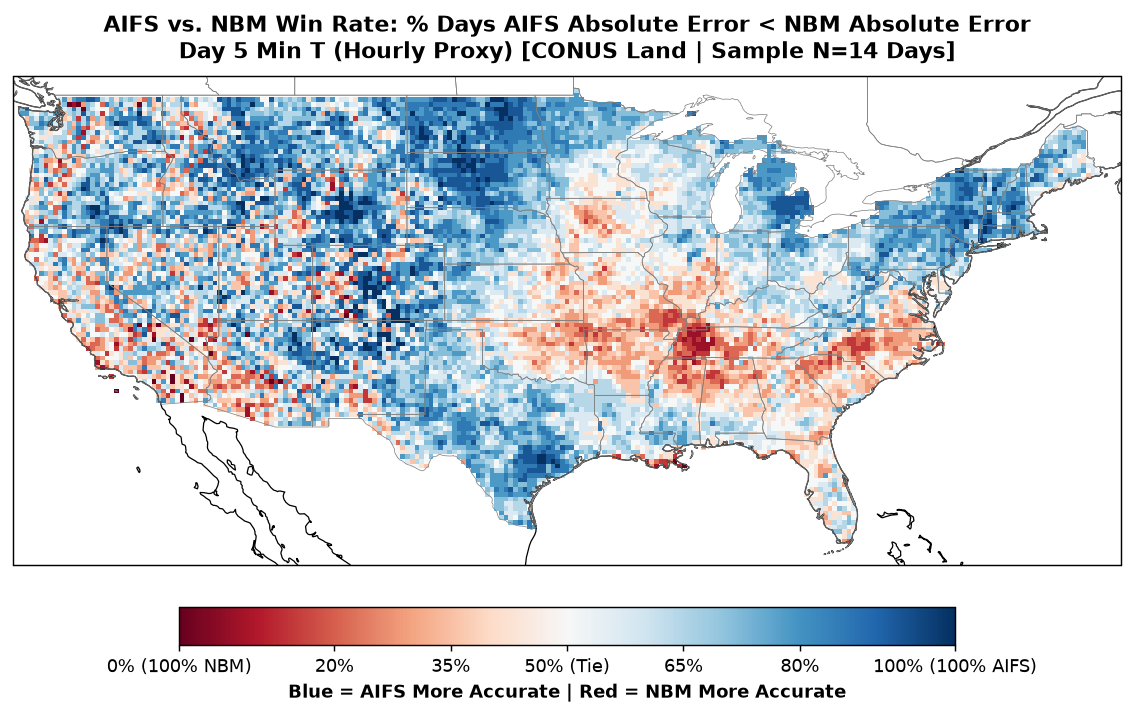 AIFS vs. NBM Win Rate: % Days AIFS Absolute Error < NBM Absolute Error
Day 5 Min T (Hourly Proxy) [CONUS Land | Sample N=14 Days]
0% (100% NBM) 20% 35% 50% (Tie) 65% 80% 100% (100% AIFS)
Blue = AIFS More Accurate | Red = NBM More Accurate